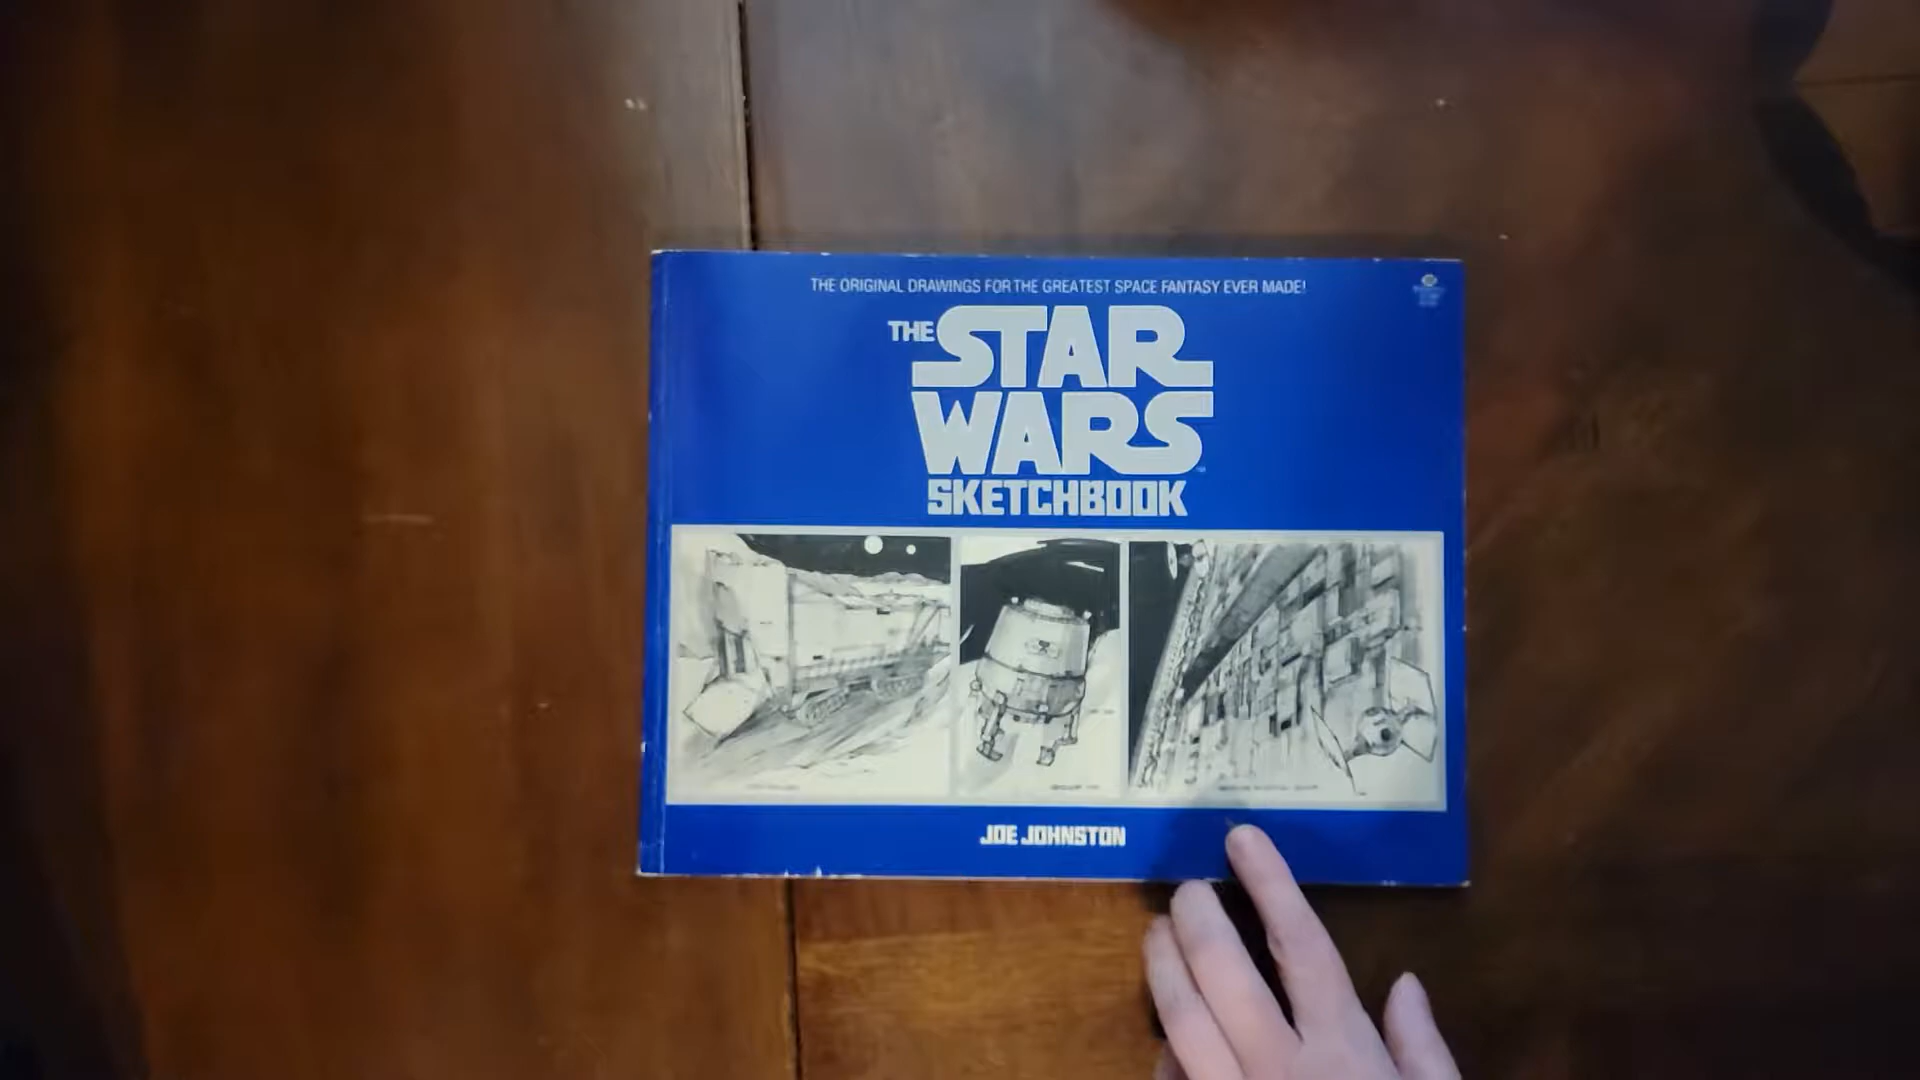 THE ORIGINAL DRAWINGS FOR THE GREATEST SPACE FANTASY EVER MADE!
THE STAR
WARS
SKETCHBOOK
JOE JOHNSTON